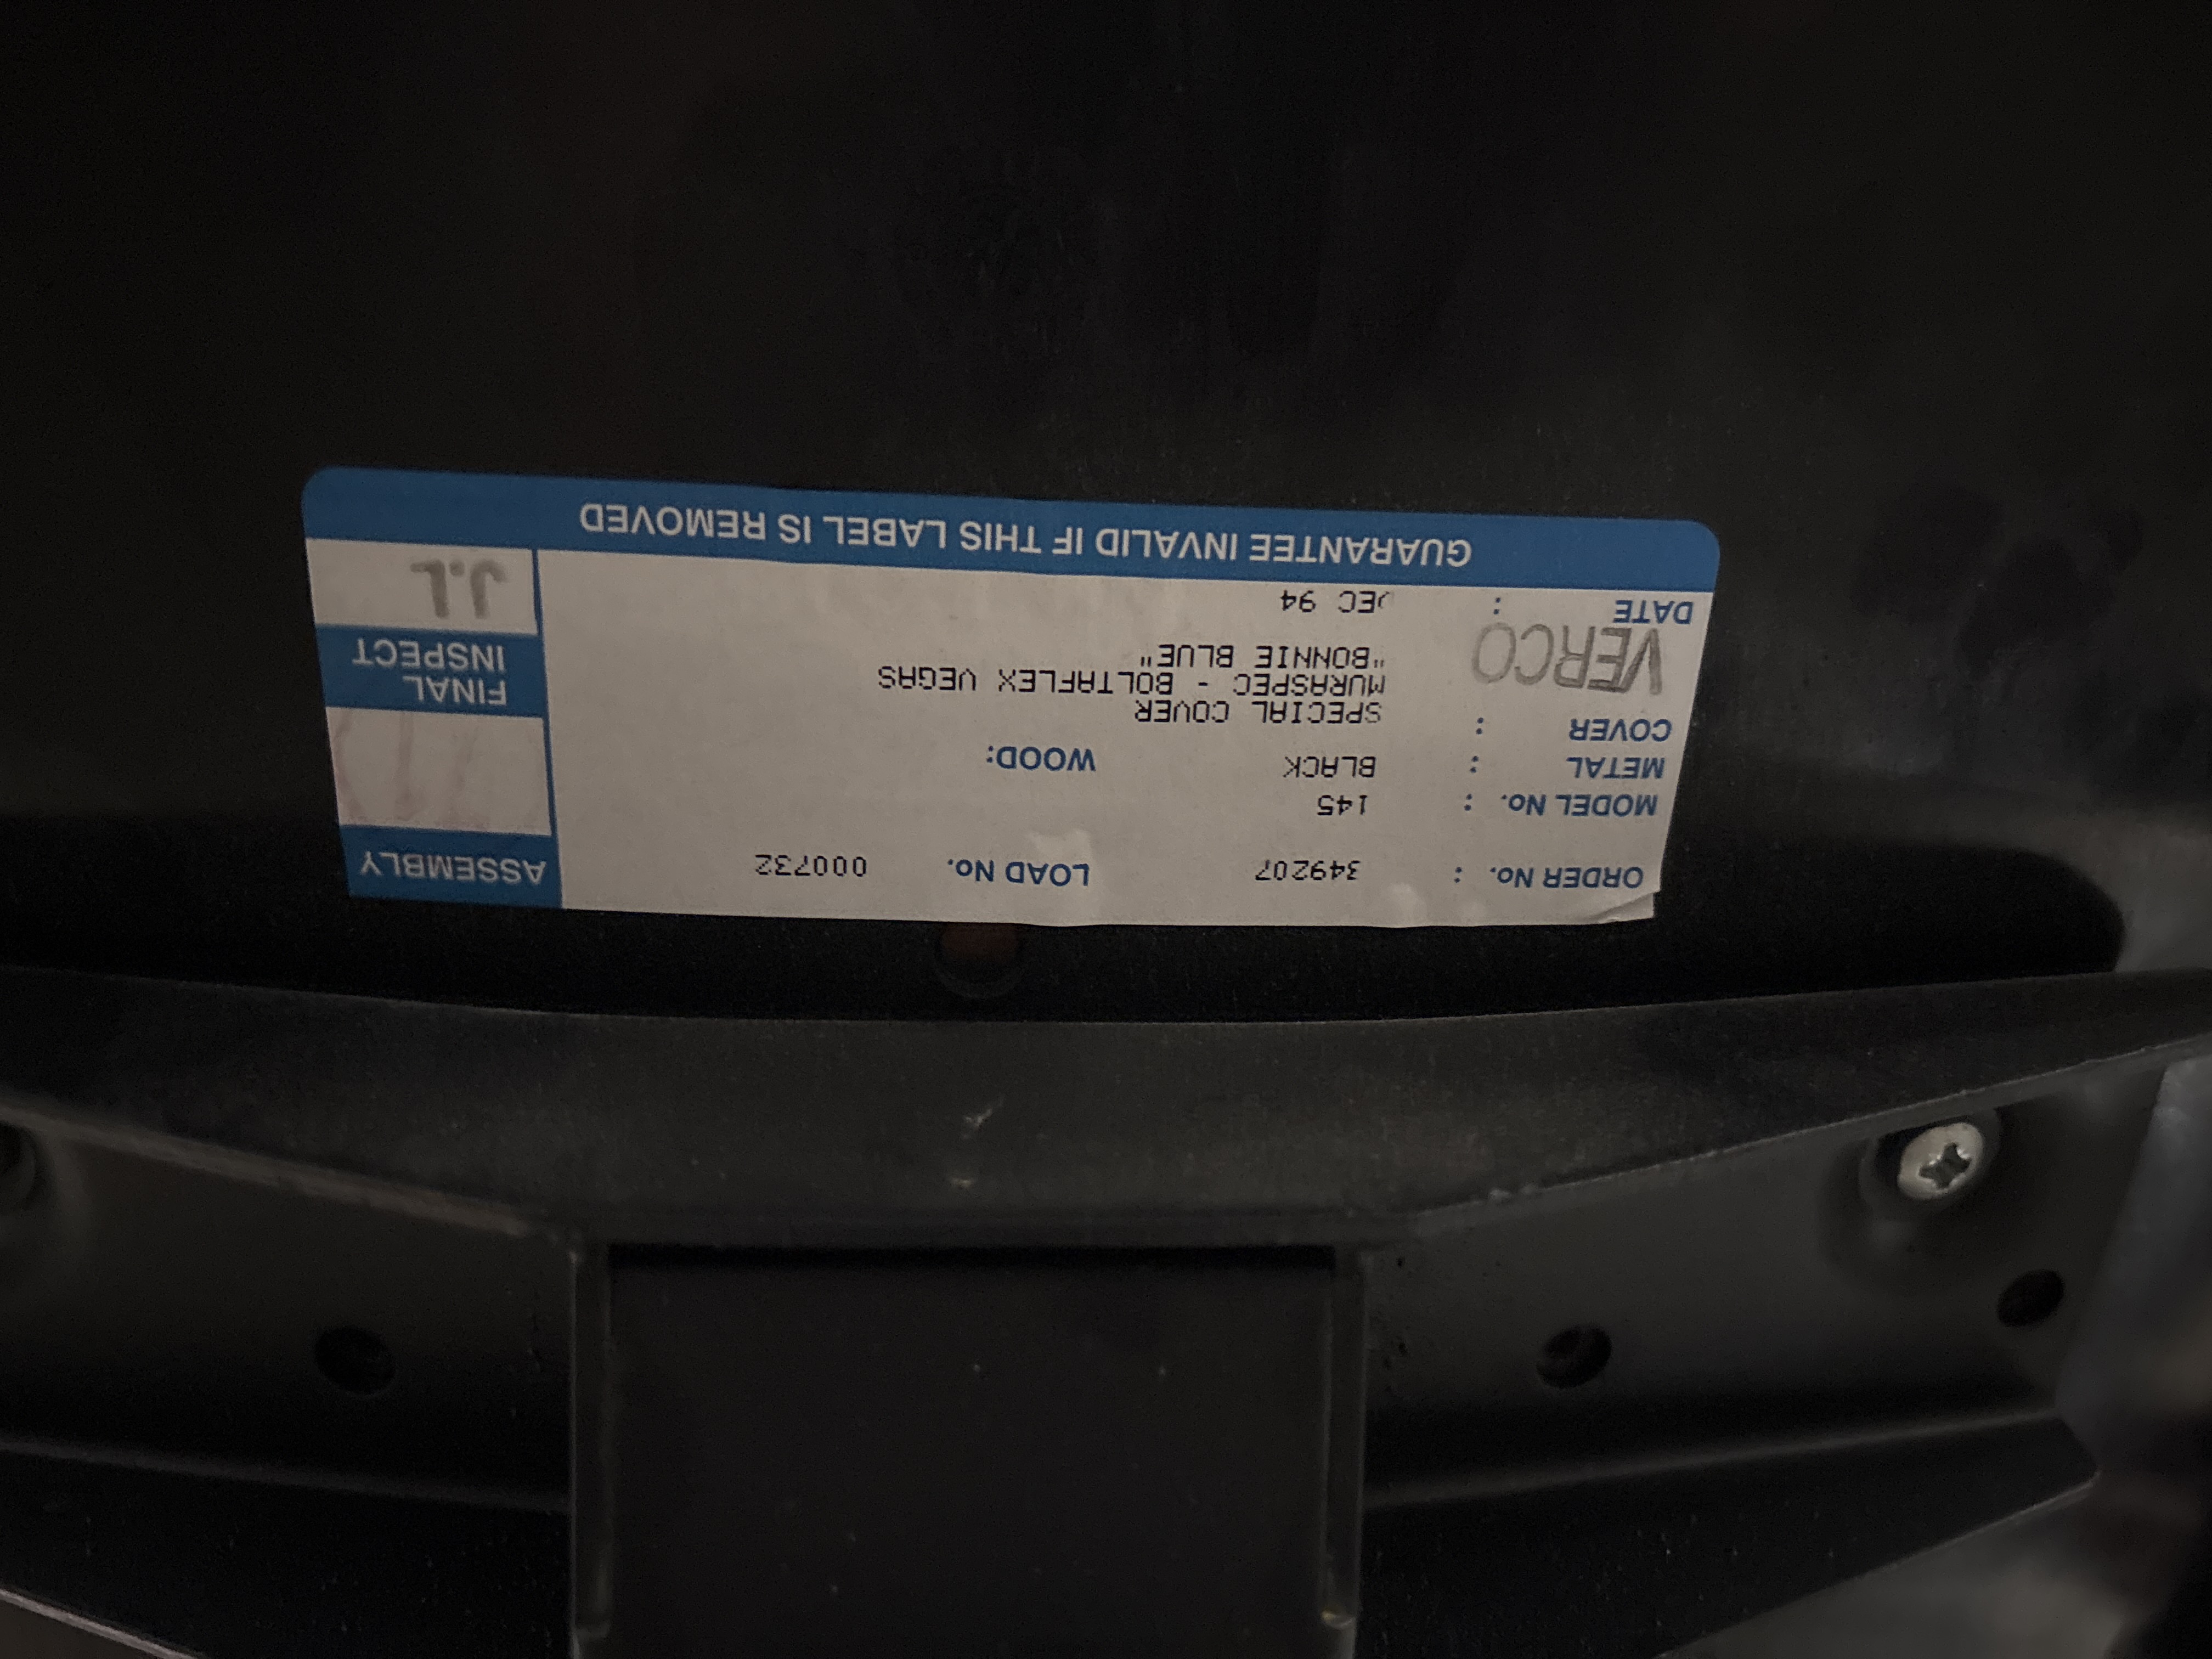 ORDER No. : 349207 LOAD No. 000732 ASSEMBLY
MODEL No. : 145
METAL : BLACK WOOD:
COVER : SPECIAL COVER
MURASPEC - BOLTAFLEX VEGAS
"BONNIE BLUE"
VERCO
FINAL
INSPECT
DATE : DEC 94
J.L
GUARANTEE INVALID IF THIS LABEL IS REMOVED